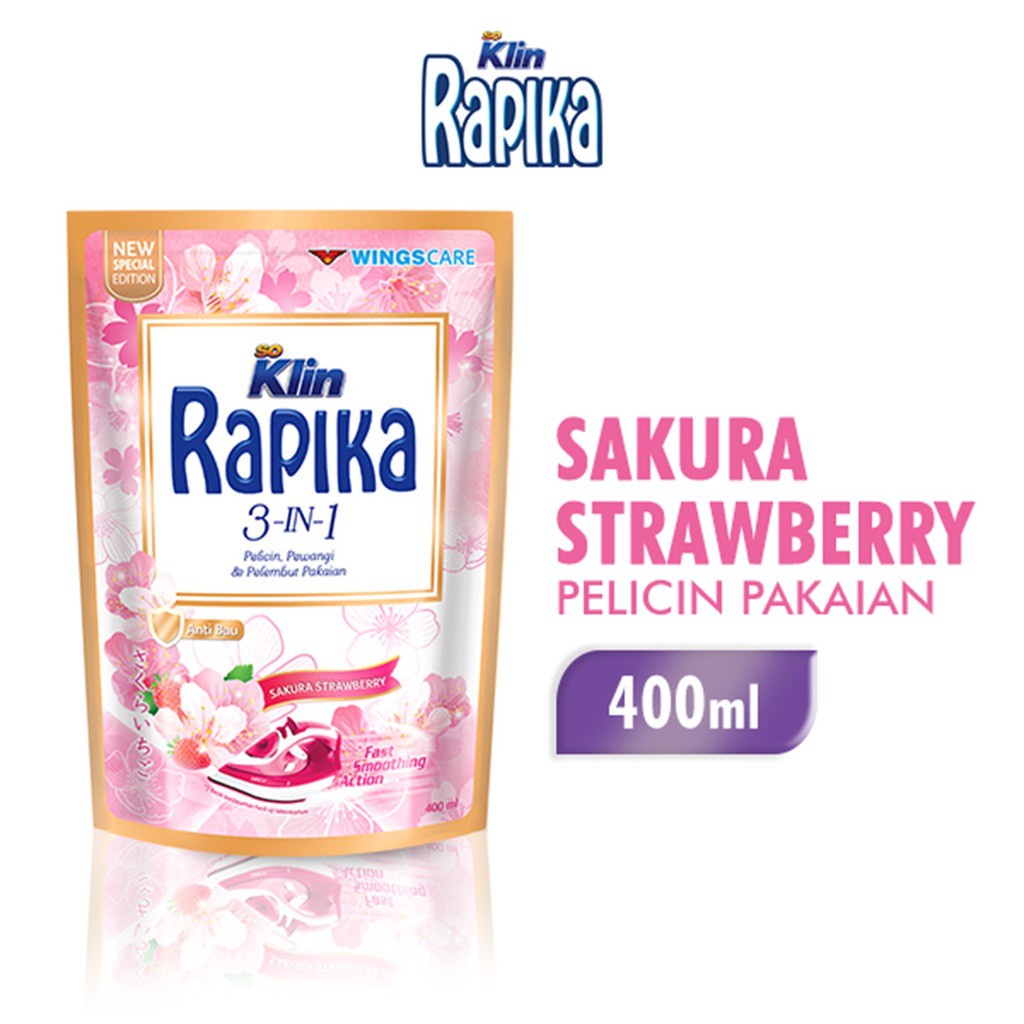 so
Klin
Rapika
NEW
SPECIAL
EDITION
WINGSCARE
so
Klin
Rapika
3-IN-1
Pelicin, Pewangi
& Pelembut Pakaian
Anti Bau
SAKURA STRAWBERRY
さくらいちご
Fast
Smoothing
Action
400 ml
SAKURA
STRAWBERRY
PELICIN PAKAIAN
400ml